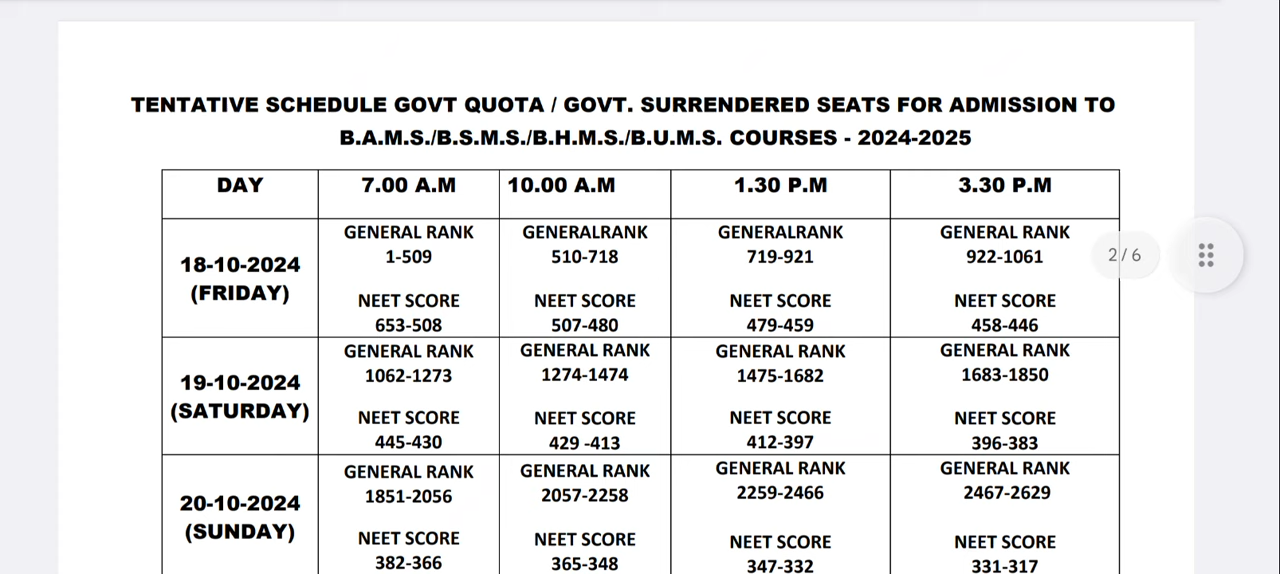 TENTATIVE SCHEDULE GOVT QUOTA / GOVT. SURRENDERED SEATS FOR ADMISSION TO
B.A.M.S./B.S.M.S./B.H.M.S./B.U.M.S. COURSES - 2024-2025
DAY 7.00 A.M 10.00 A.M 1.30 P.M 3.30 P.M
18-10-2024
(FRIDAY)
GENERAL RANK
1-509
NEET SCORE
653-508
GENERALRANK
510-718
NEET SCORE
507-480
GENERALRANK
719-921
NEET SCORE
479-459
GENERAL RANK
922-1061
NEET SCORE
458-446
2/6
19-10-2024
(SATURDAY)
GENERAL RANK
1062-1273
NEET SCORE
445-430
GENERAL RANK
1274-1474
NEET SCORE
429 -413
GENERAL RANK
1475-1682
NEET SCORE
412-397
GENERAL RANK
1683-1850
NEET SCORE
396-383
20-10-2024
(SUNDAY)
GENERAL RANK
1851-2056
NEET SCORE
382-366
GENERAL RANK
2057-2258
NEET SCORE
365-348
GENERAL RANK
2259-2466
NEET SCORE
347-332
GENERAL RANK
2467-2629
NEET SCORE
331-317